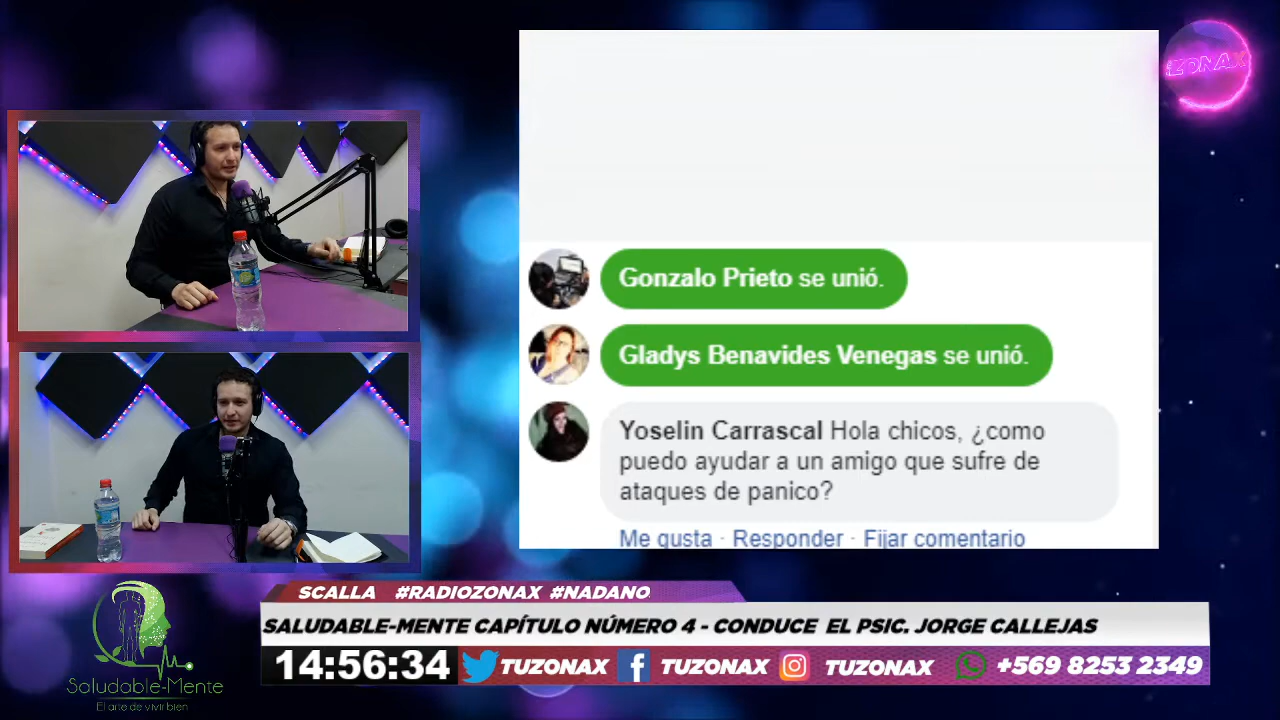 ZONAX
Gonzalo Prieto se unió.
Gladys Benavides Venegas se unió.
Yoselin Carrascal Hola chicos, ¿como
puedo ayudar a un amigo que sufre de
ataques de panico?
Me gusta · Responder · Fijar comentario
SCALLA #RADIOZONAX #NADANO
SALUDABLE-MENTE CAPÍTULO NÚMERO 4 - CONDUCE EL PSIC. JORGE CALLEJAS
14:56:34 TUZONAX TUZONAX TUZONAX +569 8253 2349
Saludable-Mente
El arte de vivir bien